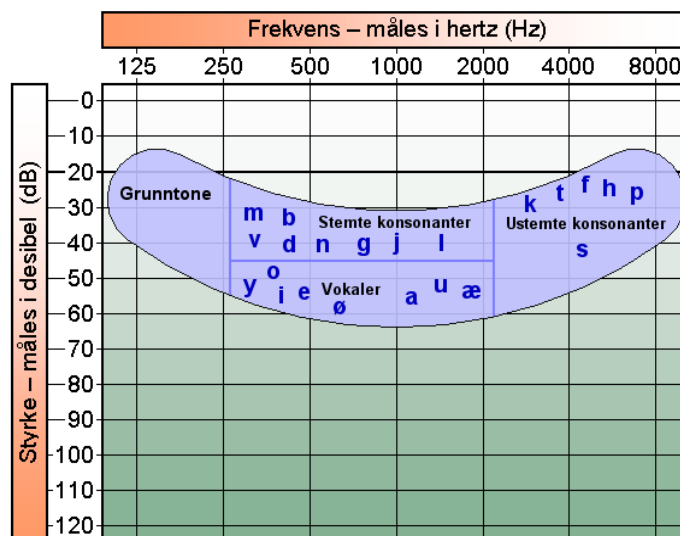 Frekvens – måles i hertz (Hz)
125 250 500 1000 2000 4000 8000
Styrke – måles i desibel (dB)
0
10
20
30
40
50
60
70
80
90
100
110
120
Grunntone
m b
Stemte konsonanter
v d n g j l
k t f h p
Ustemte konsonanter
s
y o i e ø
Vokaler
a u æ